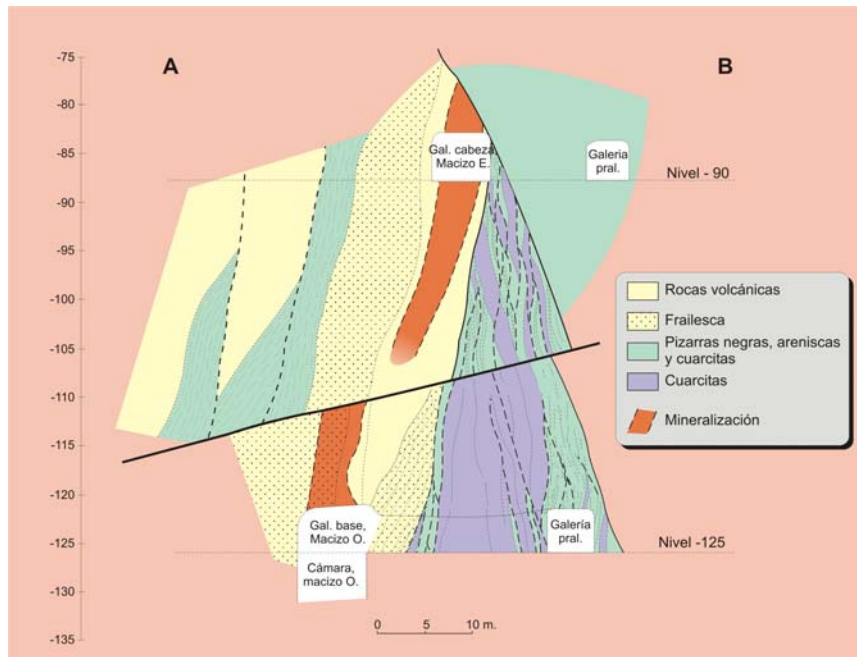 A
B
-75
-80
-85
-90
-95
-100
-105
-110
-115
-120
-125
-130
-135
Gal. cabeza,
Macizo E.
Galeria
pral.
Nivel - 90
Rocas volcánicas
Frailesca
Pizarras negras, areniscas
y cuarcitas
Cuarcitas
Mineralización
Gal. base,
Macizo O.
Cámara,
macizo O.
Galería
pral.
Nivel -125
0 5 10 m.